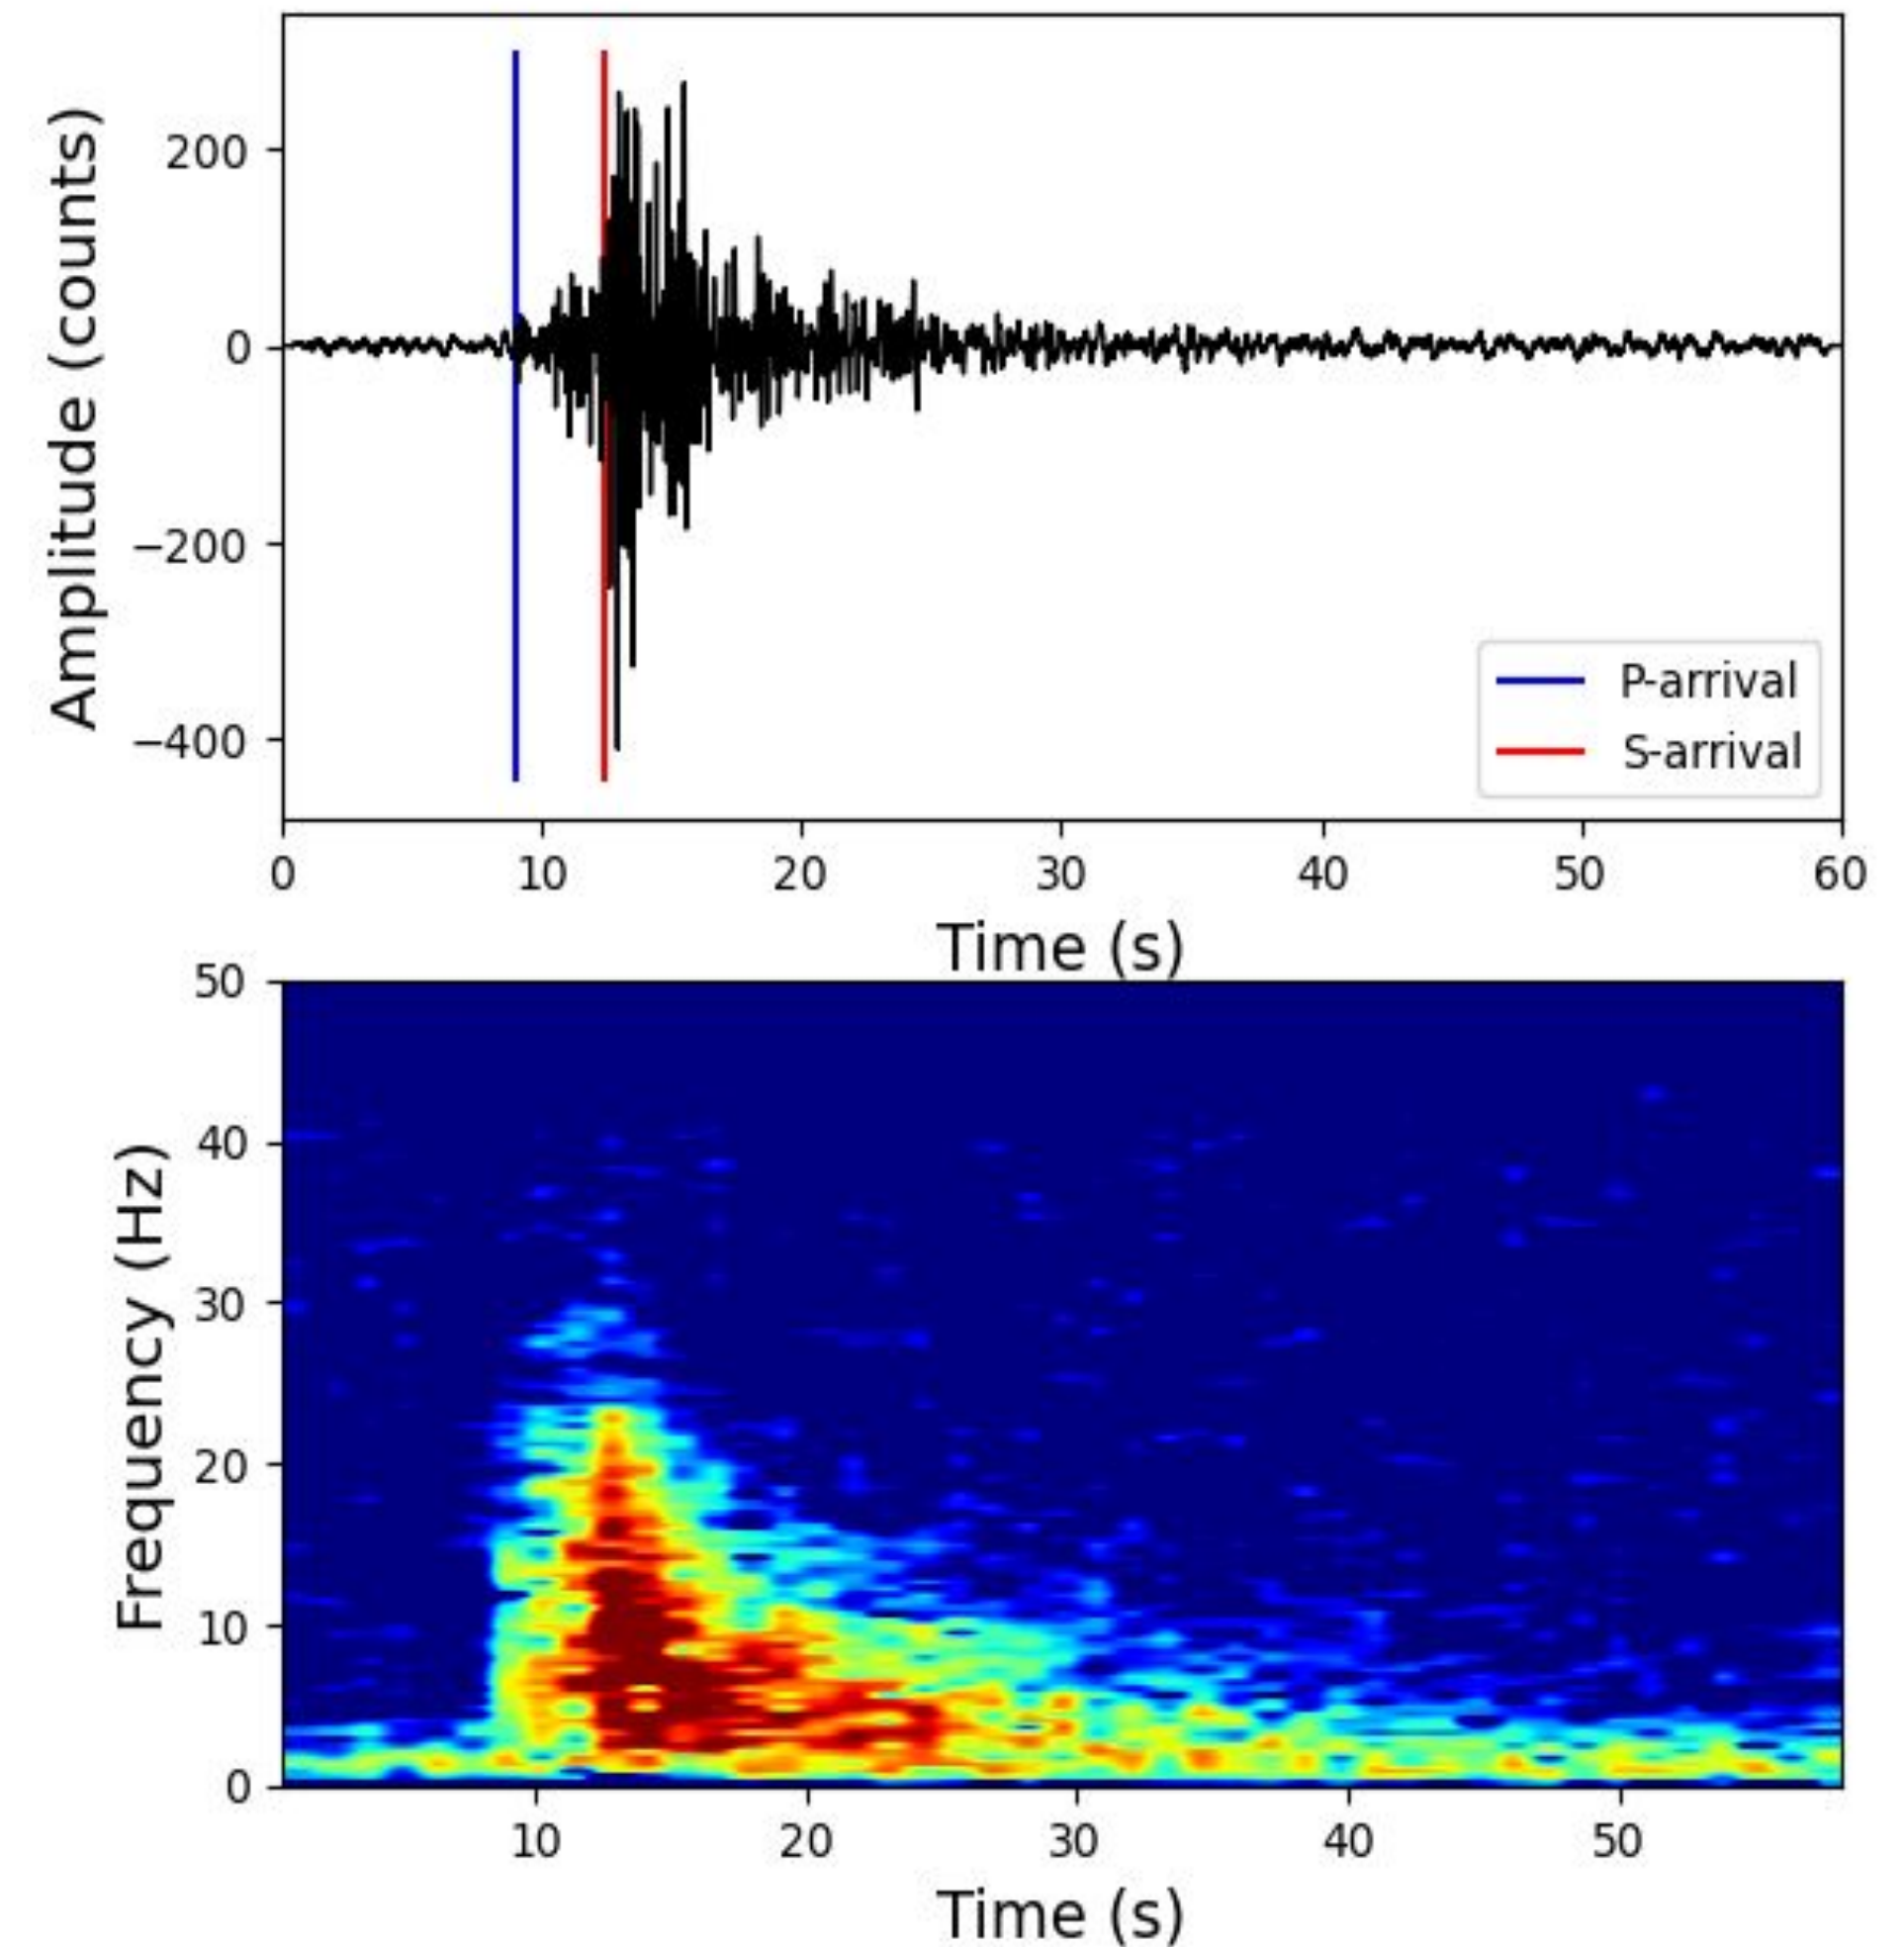 Amplitude (counts)
200
0
−200
−400
P-arrival
S-arrival
0 10 20 30 40 50 60
Time (s)
Frequency (Hz)
50
40
30
20
10
0
10 20 30 40 50
Time (s)